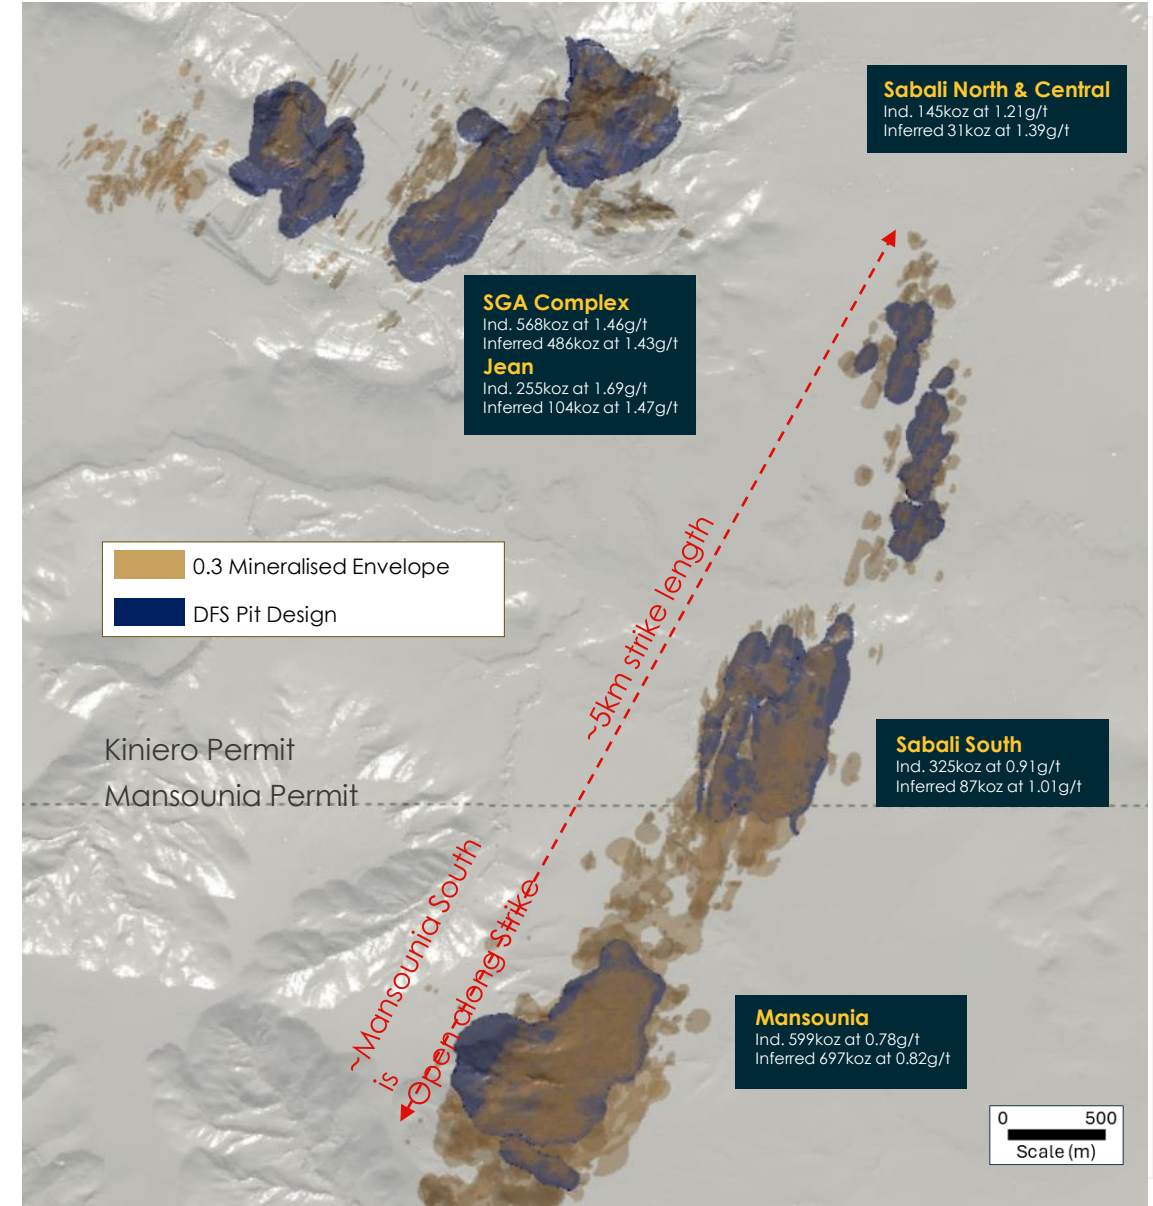 Sabali North & Central
Ind. 145koz at 1.21g/t
Inferred 31koz at 1.39g/t
SGA Complex
Ind. 568koz at 1.46g/t
Inferred 486koz at 1.43g/t
Jean
Ind. 255koz at 1.69g/t
Inferred 104koz at 1.47g/t
0.3 Mineralised Envelope
DFS Pit Design
~5km strike length
Kiniero Permit
Mansounia Permit
Sabali South
Ind. 325koz at 0.91g/t
Inferred 87koz at 1.01g/t
~Mansounia South
is
Open along Strike
Mansounia
Ind. 599koz at 0.78g/t
Inferred 697koz at 0.82g/t
0 500
Scale (m)